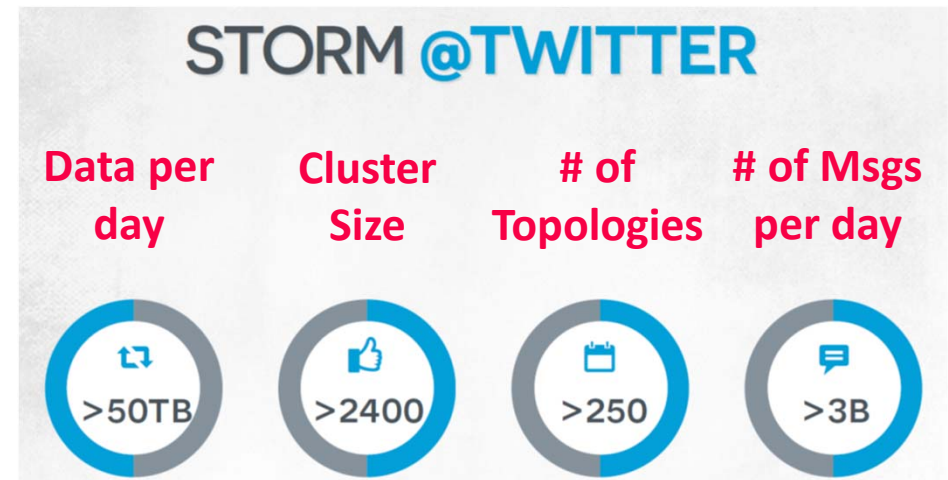 STORM @TWITTER
Data per
day
Cluster
Size
# of
Topologies
# of Msgs
per day
>50TB
>2400
>250
>3B